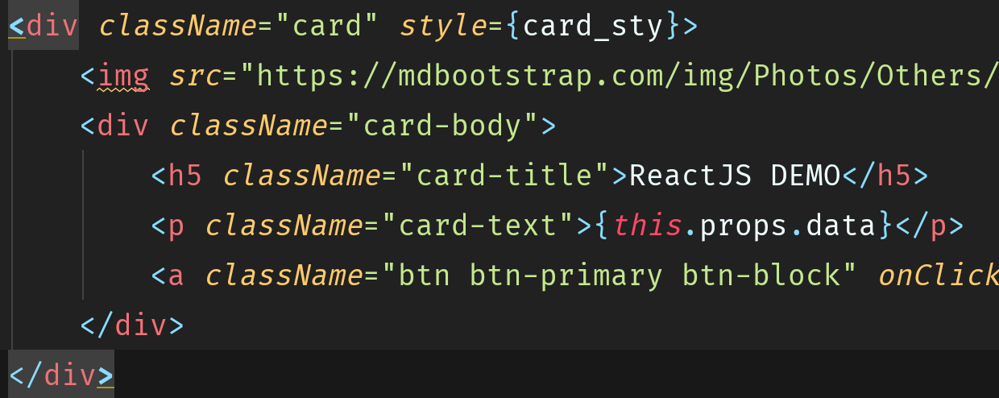 <div className="card" style={card_sty}>
<img src="https://mdbootstrap.com/img/Photos/Others/
<div className="card-body">
<h5 className="card-title">ReactJS DEMO</h5>
<p className="card-text">{this.props.data}</p>
<a className="btn btn-primary btn-block" onClick
</div>
</div>